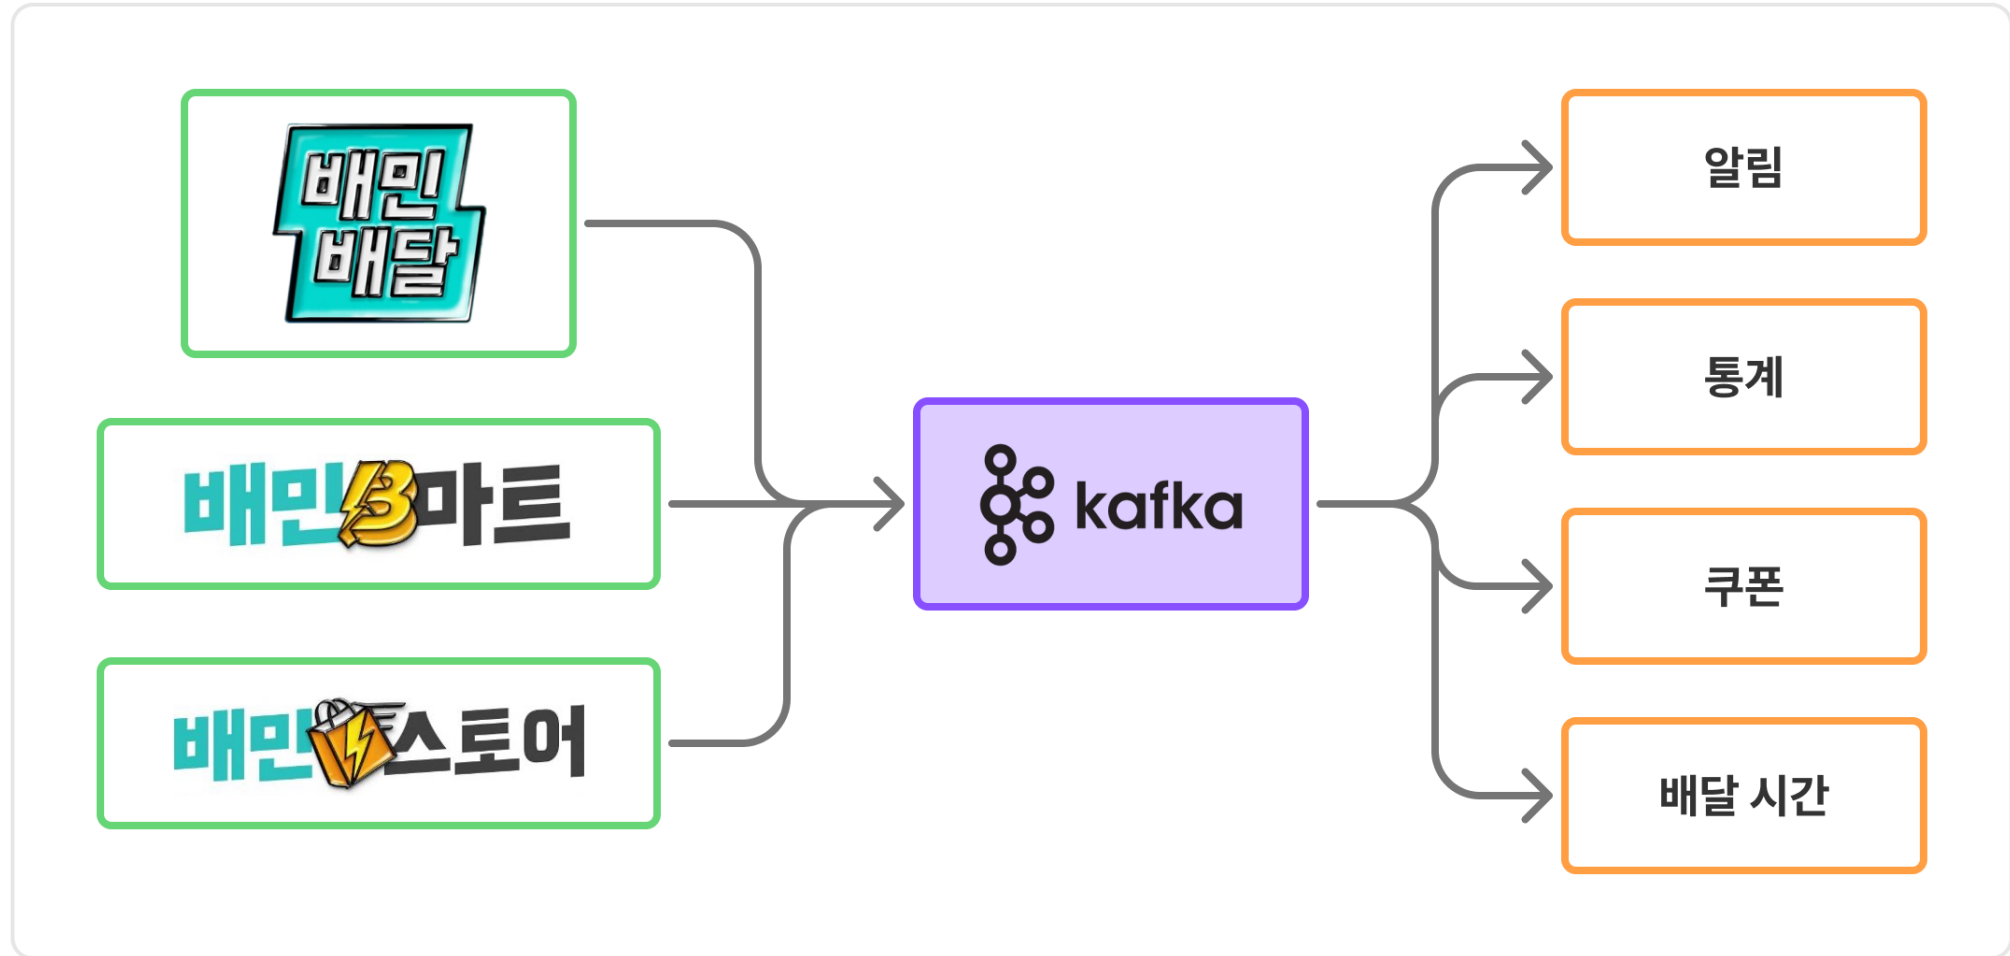 배민
배달
배민B마트
배민스토어
kafka
알림
통계
쿠폰
배달 시간